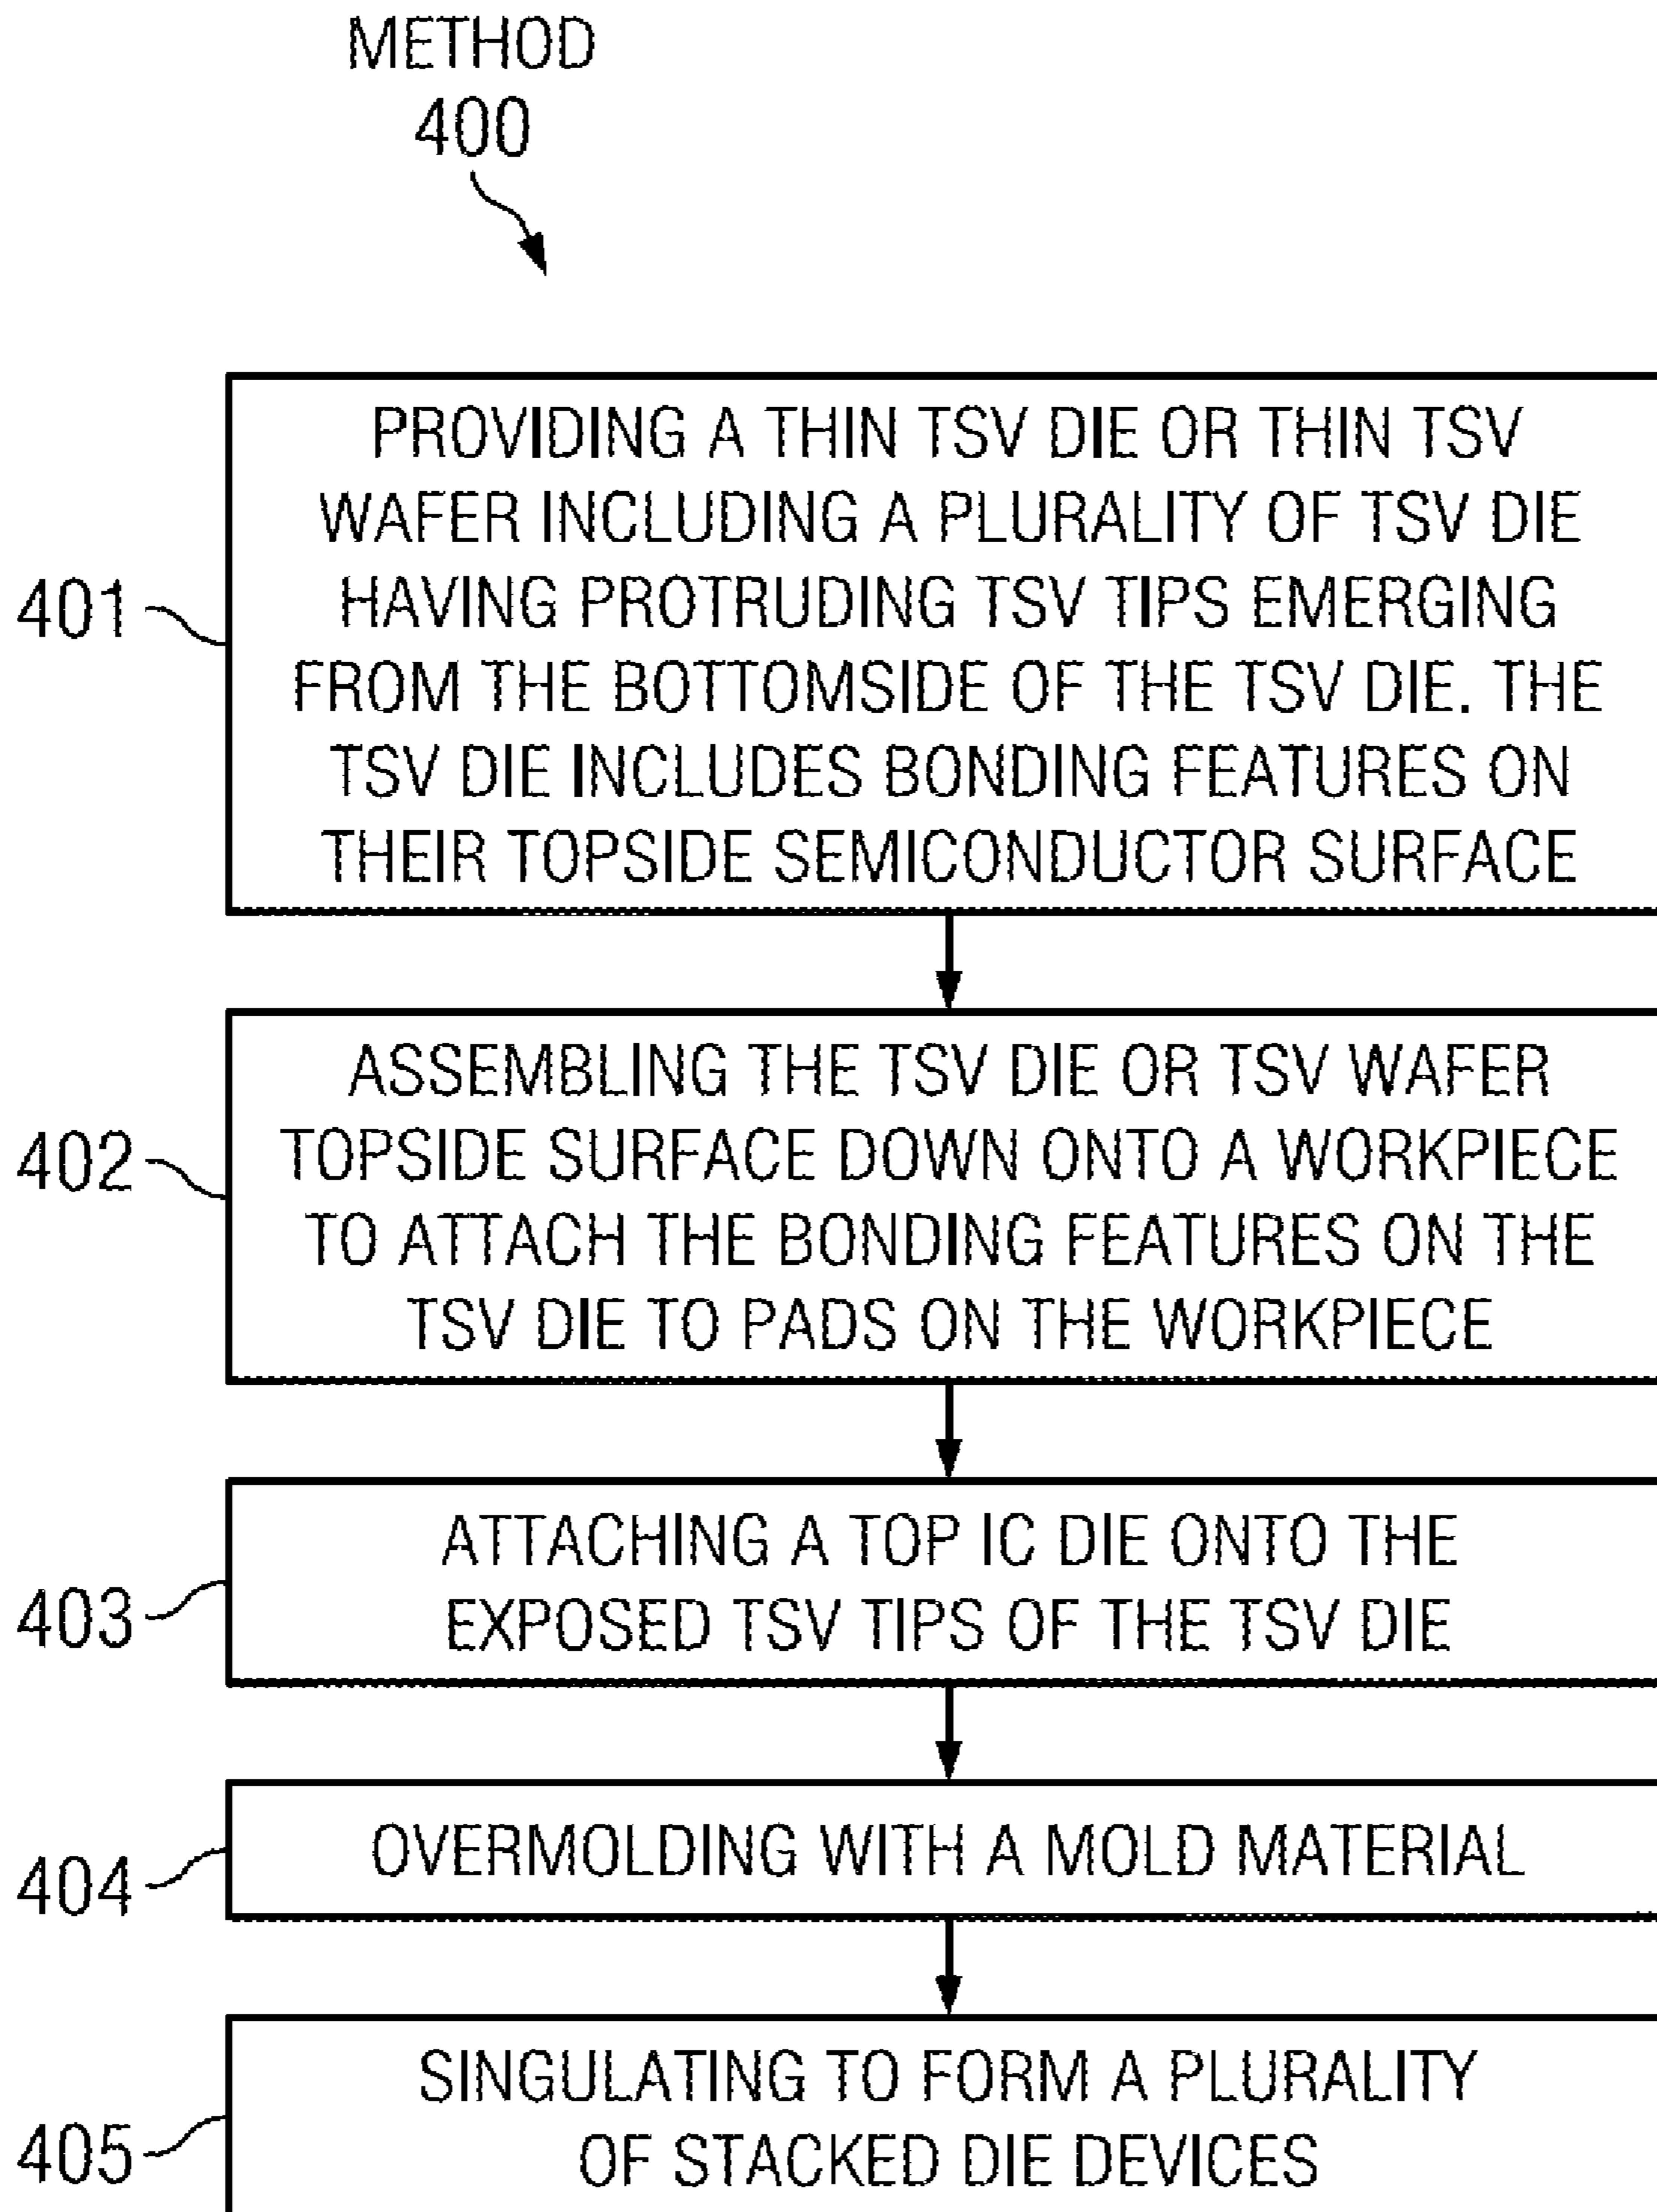 METHOD
400
401
PROVIDING A THIN TSV DIE OR THIN TSV
WAFER INCLUDING A PLURALITY OF TSV DIE
HAVING PROTRUDING TSV TIPS EMERGING
FROM THE BOTTOMSIDE OF THE TSV DIE. THE
TSV DIE INCLUDES BONDING FEATURES ON
THEIR TOPSIDE SEMICONDUCTOR SURFACE
402
ASSEMBLING THE TSV DIE OR TSV WAFER
TOPSIDE SURFACE DOWN ONTO A WORKPIECE
TO ATTACH THE BONDING FEATURES ON THE
TSV DIE TO PADS ON THE WORKPIECE
403
ATTACHING A TOP IC DIE ONTO THE
EXPOSED TSV TIPS OF THE TSV DIE
404
OVERMOLDING WITH A MOLD MATERIAL
405
SINGULATING TO FORM A PLURALITY
OF STACKED DIE DEVICES